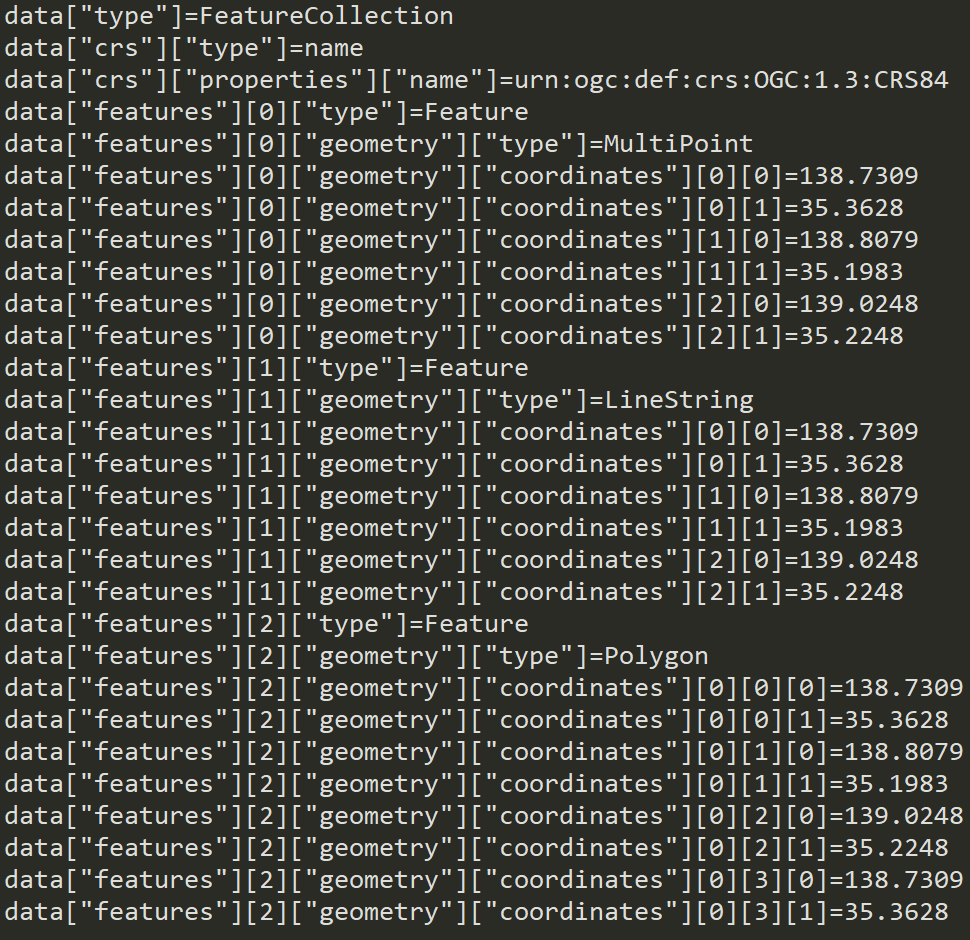 data["type"]=FeatureCollection
data["crs"]["type"]=name
data["crs"]["properties"]["name"]=urn:ogc:def:crs:OGC:1.3:CRS84
data["features"][0]["type"]=Feature
data["features"][0]["geometry"]["type"]=MultiPoint
data["features"][0]["geometry"]["coordinates"][0][0]=138.7309
data["features"][0]["geometry"]["coordinates"][0][1]=35.3628
data["features"][0]["geometry"]["coordinates"][1][0]=138.8079
data["features"][0]["geometry"]["coordinates"][1][1]=35.1983
data["features"][0]["geometry"]["coordinates"][2][0]=139.0248
data["features"][0]["geometry"]["coordinates"][2][1]=35.2248
data["features"][1]["type"]=Feature
data["features"][1]["geometry"]["type"]=LineString
data["features"][1]["geometry"]["coordinates"][0][0]=138.7309
data["features"][1]["geometry"]["coordinates"][0][1]=35.3628
data["features"][1]["geometry"]["coordinates"][1][0]=138.8079
data["features"][1]["geometry"]["coordinates"][1][1]=35.1983
data["features"][1]["geometry"]["coordinates"][2][0]=139.0248
data["features"][1]["geometry"]["coordinates"][2][1]=35.2248
data["features"][2]["type"]=Feature
data["features"][2]["geometry"]["type"]=Polygon
data["features"][2]["geometry"]["coordinates"][0][0][0]=138.7309
data["features"][2]["geometry"]["coordinates"][0][0][1]=35.3628
data["features"][2]["geometry"]["coordinates"][0][1][0]=138.8079
data["features"][2]["geometry"]["coordinates"][0][1][1]=35.1983
data["features"][2]["geometry"]["coordinates"][0][2][0]=139.0248
data["features"][2]["geometry"]["coordinates"][0][2][1]=35.2248
data["features"][2]["geometry"]["coordinates"][0][3][0]=138.7309
data["features"][2]["geometry"]["coordinates"][0][3][1]=35.3628